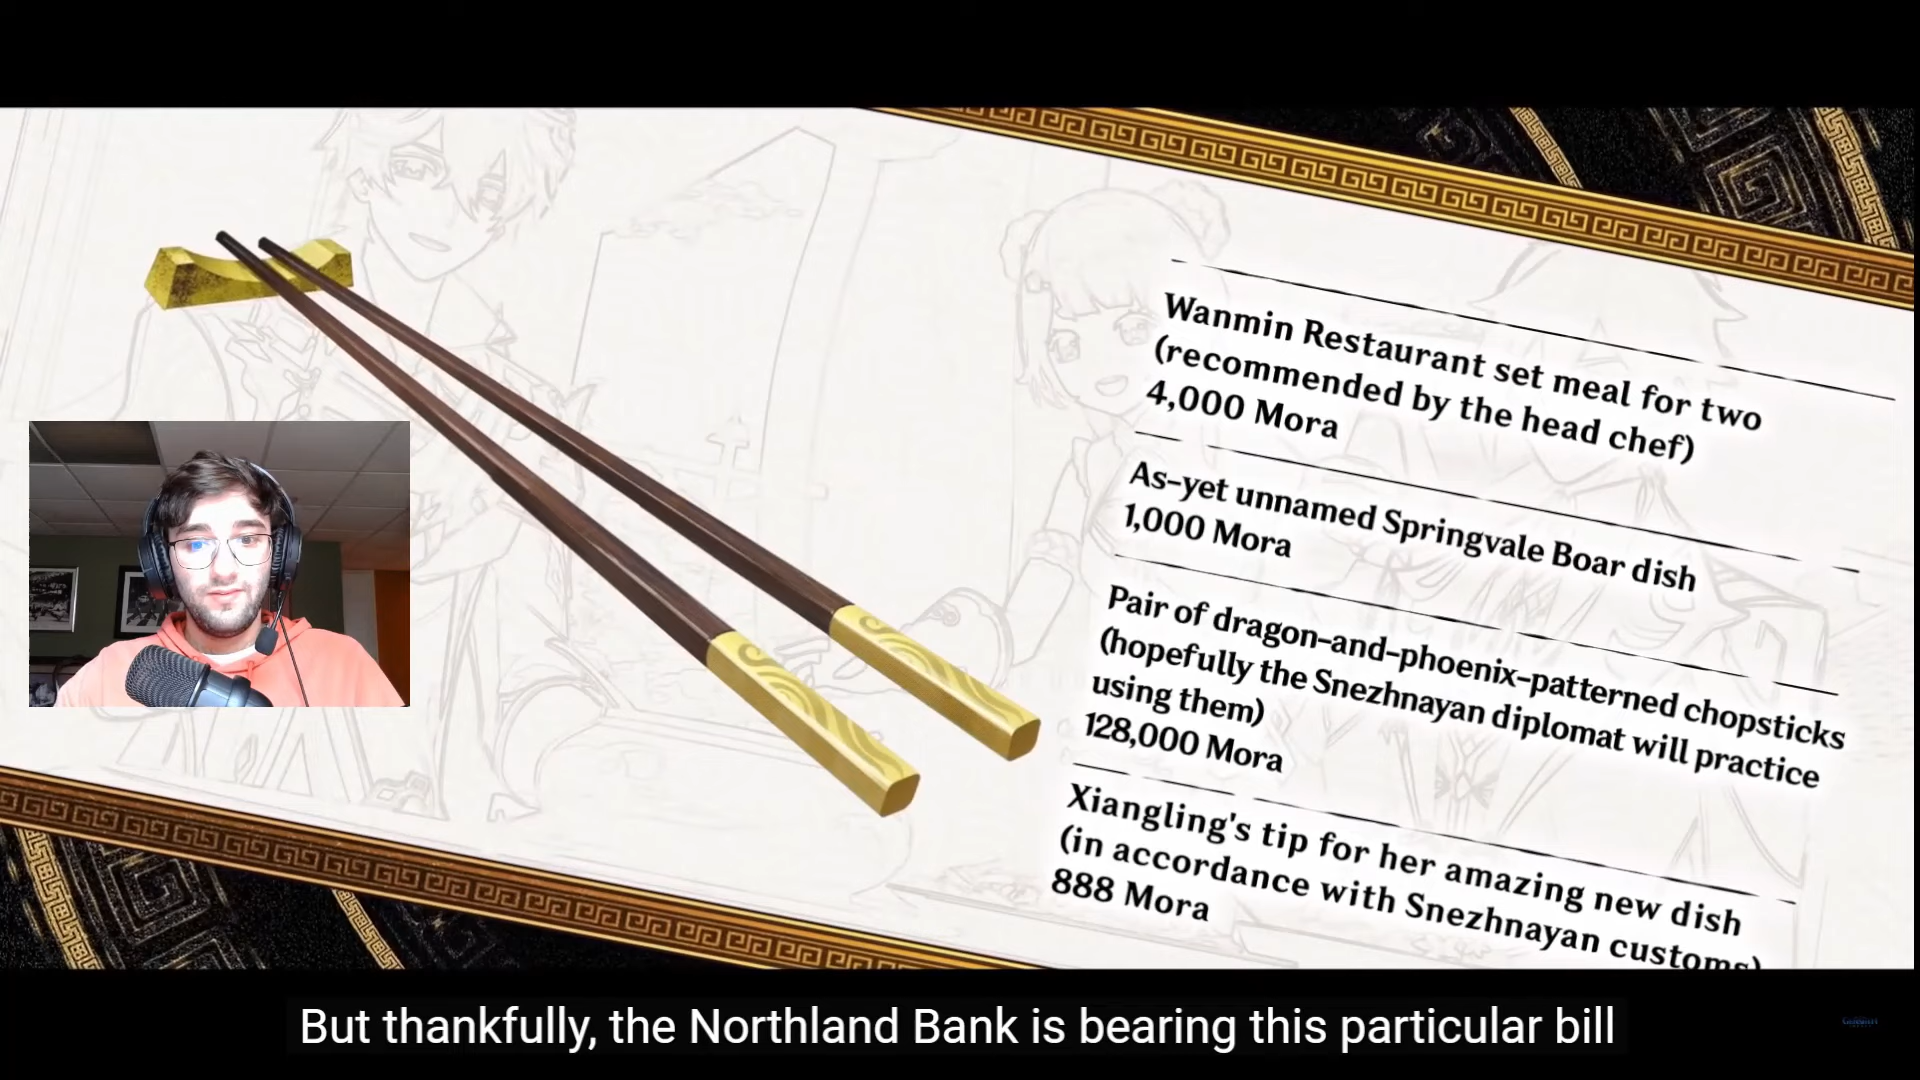 Wanmin Restaurant set meal for two
(recommended by the head chef)
4,000 Mora
As-yet unnamed Springvale Boar dish
1,000 Mora
Pair of dragon-and-phoenix-patterned chopsticks
(hopefully the Snezhnayan diplomat will practice
using them)
128,000 Mora
Xiangling's tip for her amazing new dish
(in accordance with Snezhnayan customs)
888 Mora
But thankfully, the Northland Bank is bearing this particular bill